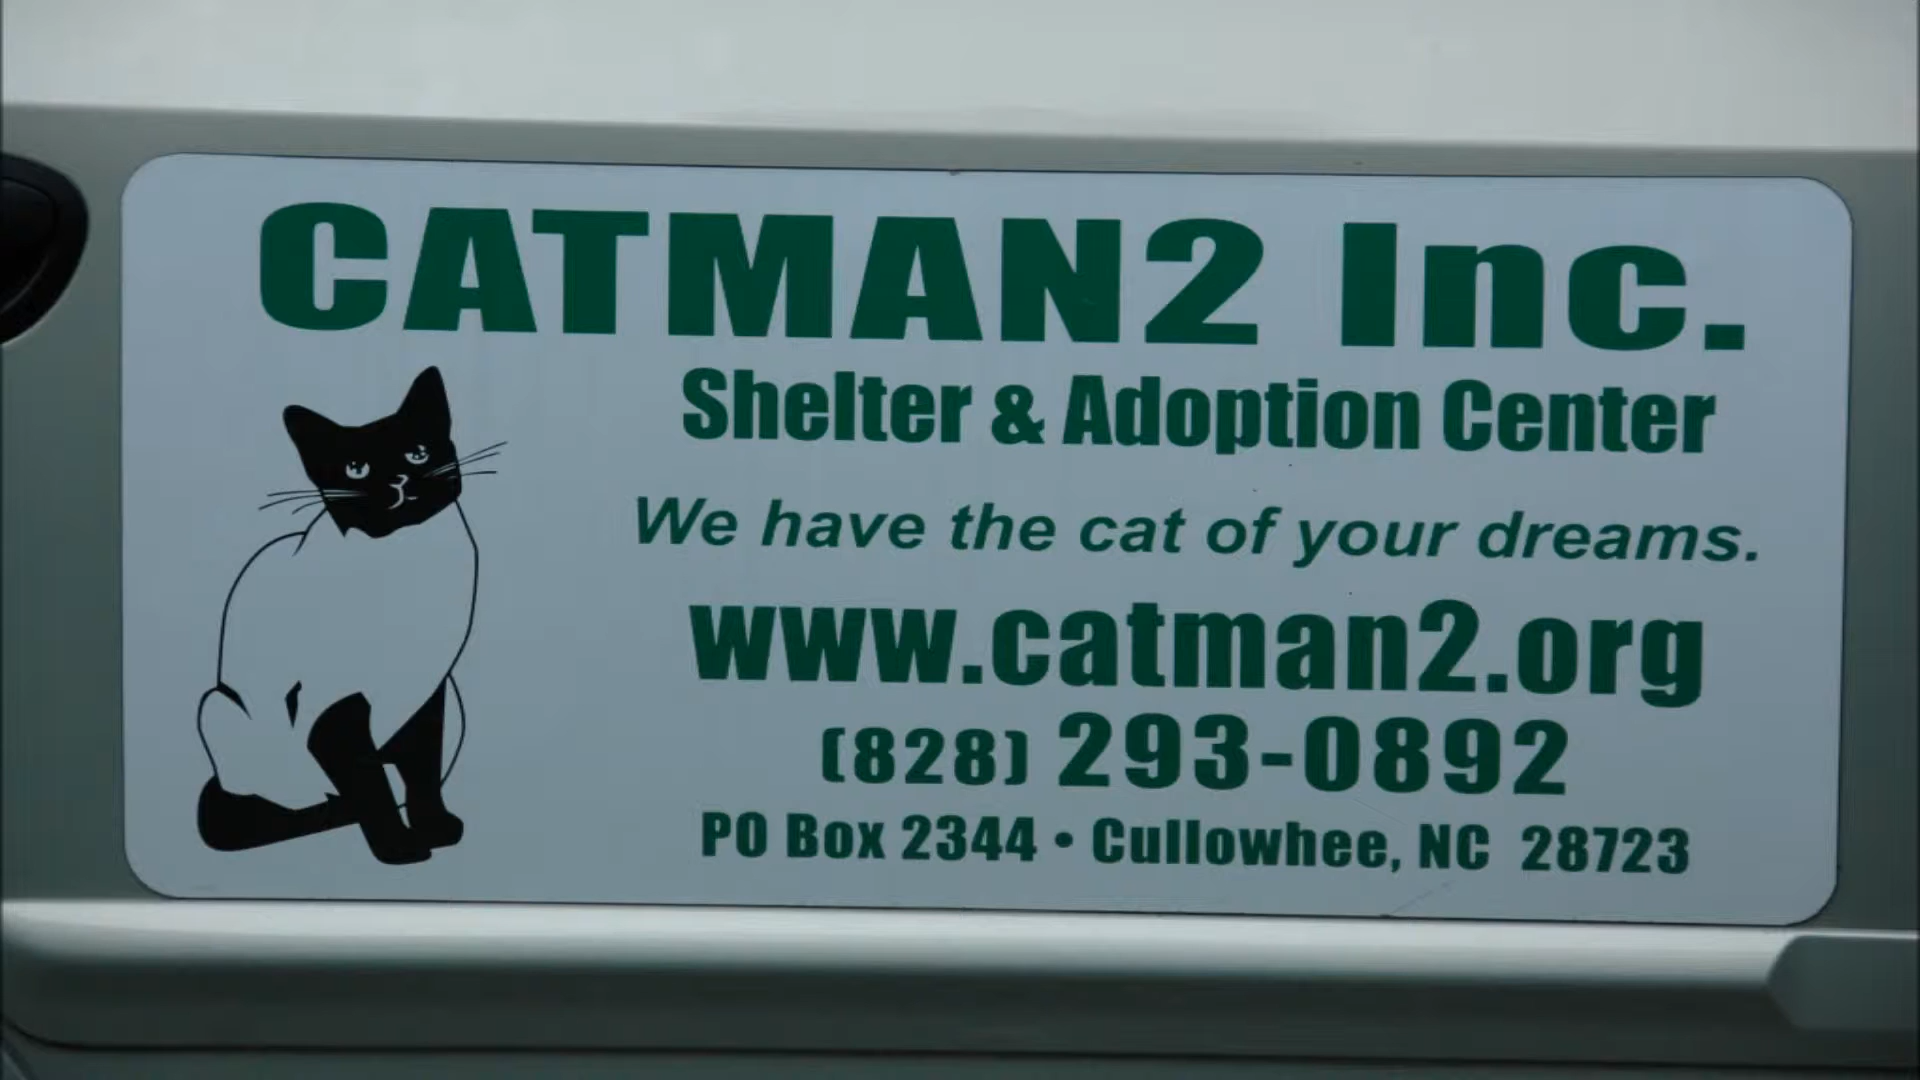 CATMAN2 Inc.
Shelter & Adoption Center
We have the cat of your dreams.
www.catman2.org
(828) 293-0892
PO Box 2344 • Cullowhee, NC 28723